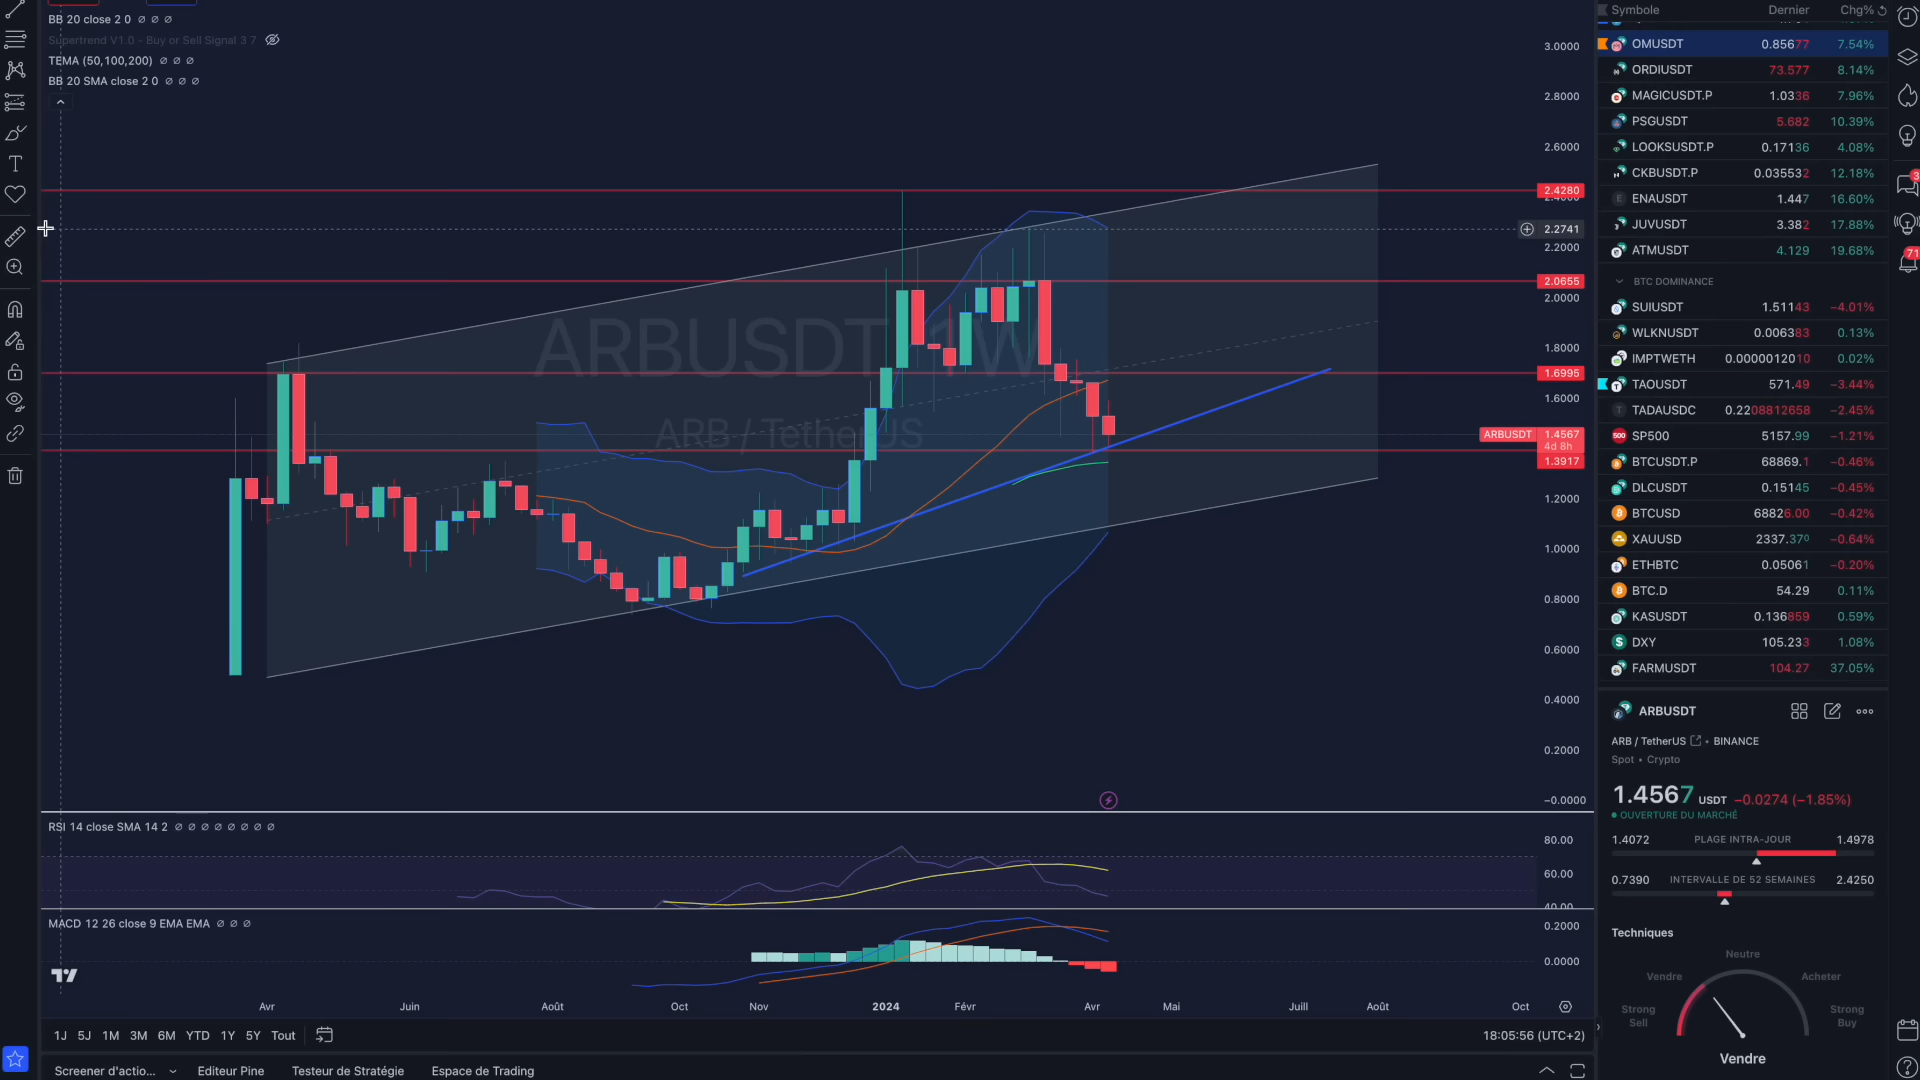 BB 20 close 2 0 ∅ ∅ ∅
Supertrend V1.0 - Buy or Sell Signal 3 7
TEMA (50,100,200) ∅ ∅ ∅
BB 20 SMA close 2 0 ∅ ∅ ∅
ARBUSDT, 1W
ARB / TetherUS
3.0000
2.8000
2.6000
2.4280
2.4000
2.2741
2.2000
2.0655
2.0000
1.8000
1.6995
1.6000
ARBUSDT 1.4567
4d 8h
1.3917
1.2000
1.0000
0.8000
0.6000
0.4000
0.2000
−0.0000
RSI 14 close SMA 14 2 ∅ ∅ ∅ ∅ ∅ ∅ ∅ ∅
80.00
60.00
40.00
MACD 12 26 close 9 EMA EMA ∅ ∅ ∅
0.2000
0.0000
Avr Juin Août Oct Nov 2024 Févr Avr Mai Juill Août Oct
1J 5J 1M 3M 6M YTD 1Y 5Y Tout
18:05:56 (UTC+2)
Screener d'actio... Editeur Pine Testeur de Stratégie Espace de Trading
Symbole Dernier Chg%
OMUSDT 0.85677 7.54%
ORDIUSDT 73.577 8.14%
MAGICUSDT.P 1.0336 7.96%
PSGUSDT 5.682 10.39%
LOOKSUSDT.P 0.17136 4.08%
CKBUSDT.P 0.035532 12.18%
ENAUSDT 1.447 16.60%
JUVUSDT 3.382 17.88%
ATMUSDT 4.129 19.68%
BTC DOMINANCE
SUIUSDT 1.51143 −4.01%
WLKNUSDT 0.006383 0.13%
IMPTWETH 0.0000012010 0.02%
TAOUSDT 571.49 −3.44%
TADAUSDC 0.2208812658 −2.45%
SP500 5157.99 −1.21%
BTCUSDT.P 68869.1 −0.46%
DLCUSDT 0.15145 −0.45%
BTCUSD 68826.00 −0.42%
XAUUSD 2337.370 −0.64%
ETHBTC 0.05061 −0.20%
BTC.D 54.29 0.11%
KASUSDT 0.136859 0.59%
DXY 105.233 1.08%
FARMUSDT 104.27 37.05%
ARBUSDT
ARB / TetherUS • BINANCE
Spot • Crypto
1.4567 USDT −0.0274 (−1.85%)
OUVERTURE DU MARCHÉ
1.4072 PLAGE INTRA-JOUR 1.4978
0.7390 INTERVALLE DE 52 SEMAINES 2.4250
Techniques
Neutre
Vendre Acheter
Strong Sell
Strong Buy
Vendre
3
71